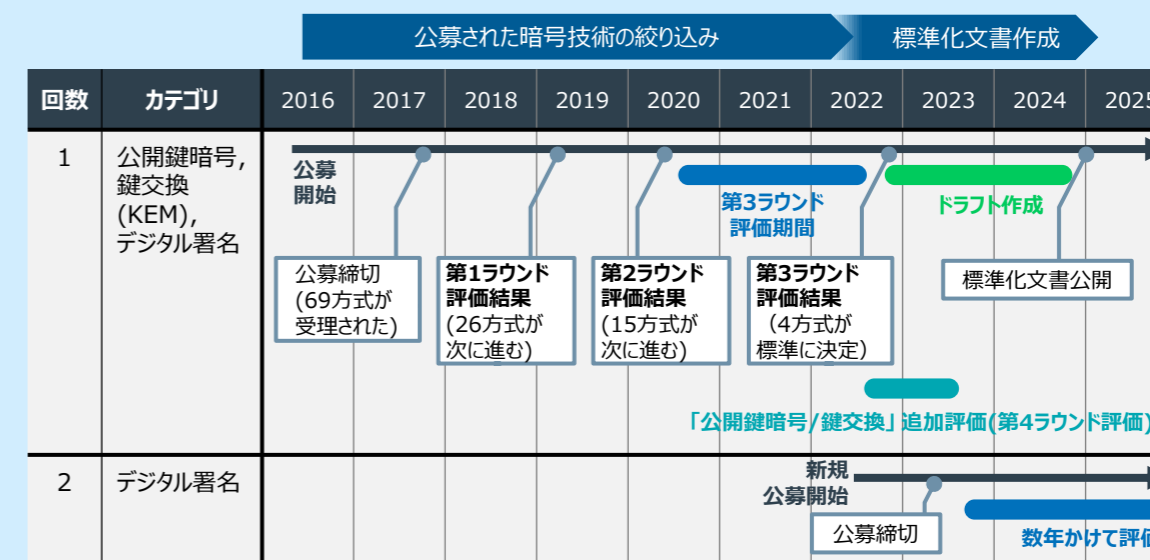 公募された暗号技術の絞り込み
標準化文書作成
回数 カテゴリ 2016 2017 2018 2019 2020 2021 2022 2023 2024 2025
1
公開鍵暗号,
鍵交換
(KEM),
デジタル署名
公募
開始
第3ラウンド
評価期間
ドラフト作成
公募締切
(69方式が
受理された)
第1ラウンド
評価結果
(26方式が
次に進む)
第2ラウンド
評価結果
(15方式が
次に進む)
第3ラウンド
評価結果
（4方式が
標準に決定）
標準化文書公開
「公開鍵暗号/鍵交換」追加評価(第4ラウンド評価)
2
デジタル署名
新規
公募開始
公募締切
数年かけて評価